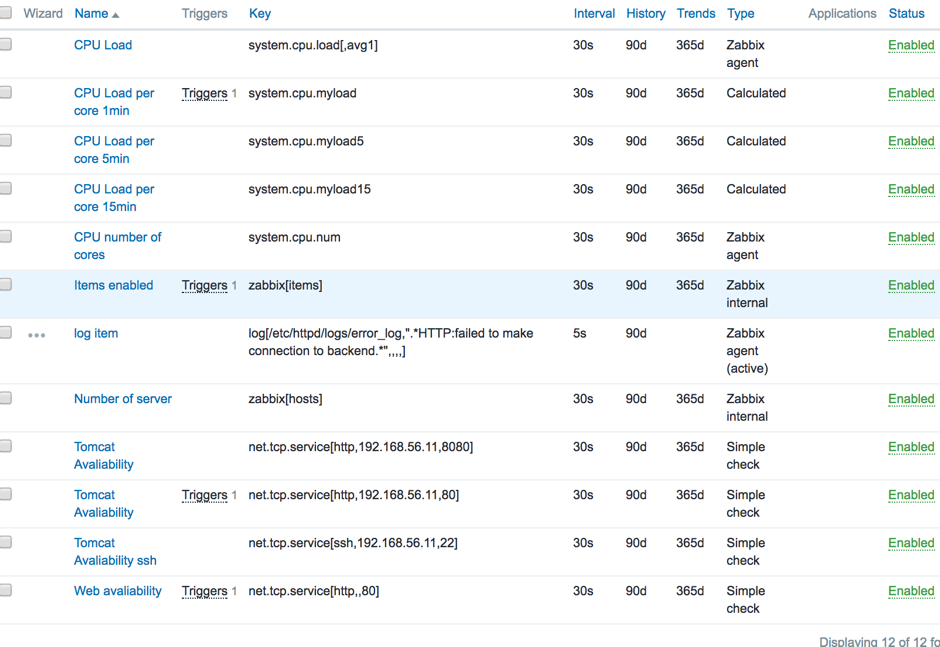 Wizard Name Triggers Key Interval History Trends Type Applications Status
CPU Load system.cpu.load[,avg1] 30s 90d 365d Zabbix Enabled
agent
CPU Load per Triggers 1 system.cpu.myload 30s 90d 365d Calculated Enabled
core 1min
CPU Load per system.cpu.myload5 30s 90d 365d Calculated Enabled
core 5min
CPU Load per system.cpu.myload15 30s 90d 365d Calculated Enabled
core 15min
CPU number of system.cpu.num 30s 90d 365d Zabbix Enabled
cores agent
Items enabled Triggers 1 zabbix[items] 30s 90d 365d Zabbix Enabled
internal
log item log[/etc/httpd/logs/error_log,".*HTTP:failed to make 5s 90d Zabbix Enabled
connection to backend.*",,,,] agent
(active)
Number of server zabbix[hosts] 30s 90d 365d Zabbix Enabled
internal
Tomcat net.tcp.service[http,192.168.56.11,8080] 30s 90d 365d Simple Enabled
Avaliability check
Tomcat Triggers 1 net.tcp.service[http,192.168.56.11,80] 30s 90d 365d Simple Enabled
Avaliability check
Tomcat net.tcp.service[ssh,192.168.56.11,22] 30s 90d 365d Simple Enabled
Avaliability ssh check
Web avaliability Triggers 1 net.tcp.service[http,,80] 30s 90d 365d Simple Enabled
check
Displaying 12 of 12 fo